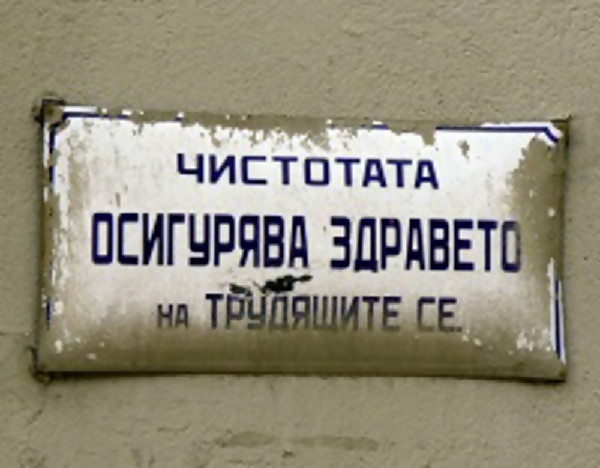 ЧИСТОТАТА
ОСИГУРЯВА ЗДРАВЕТО
НА ТРУДЯЩИТЕ СЕ.